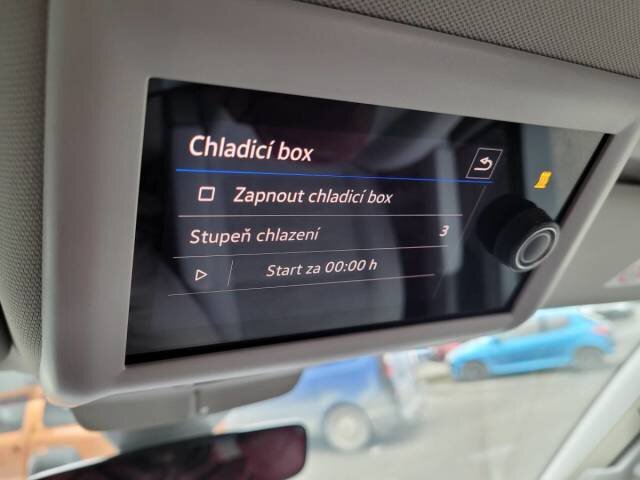 Chladicí box
Zapnout chladicí box
Stupeň chlazení 3
Start za 00:00 h